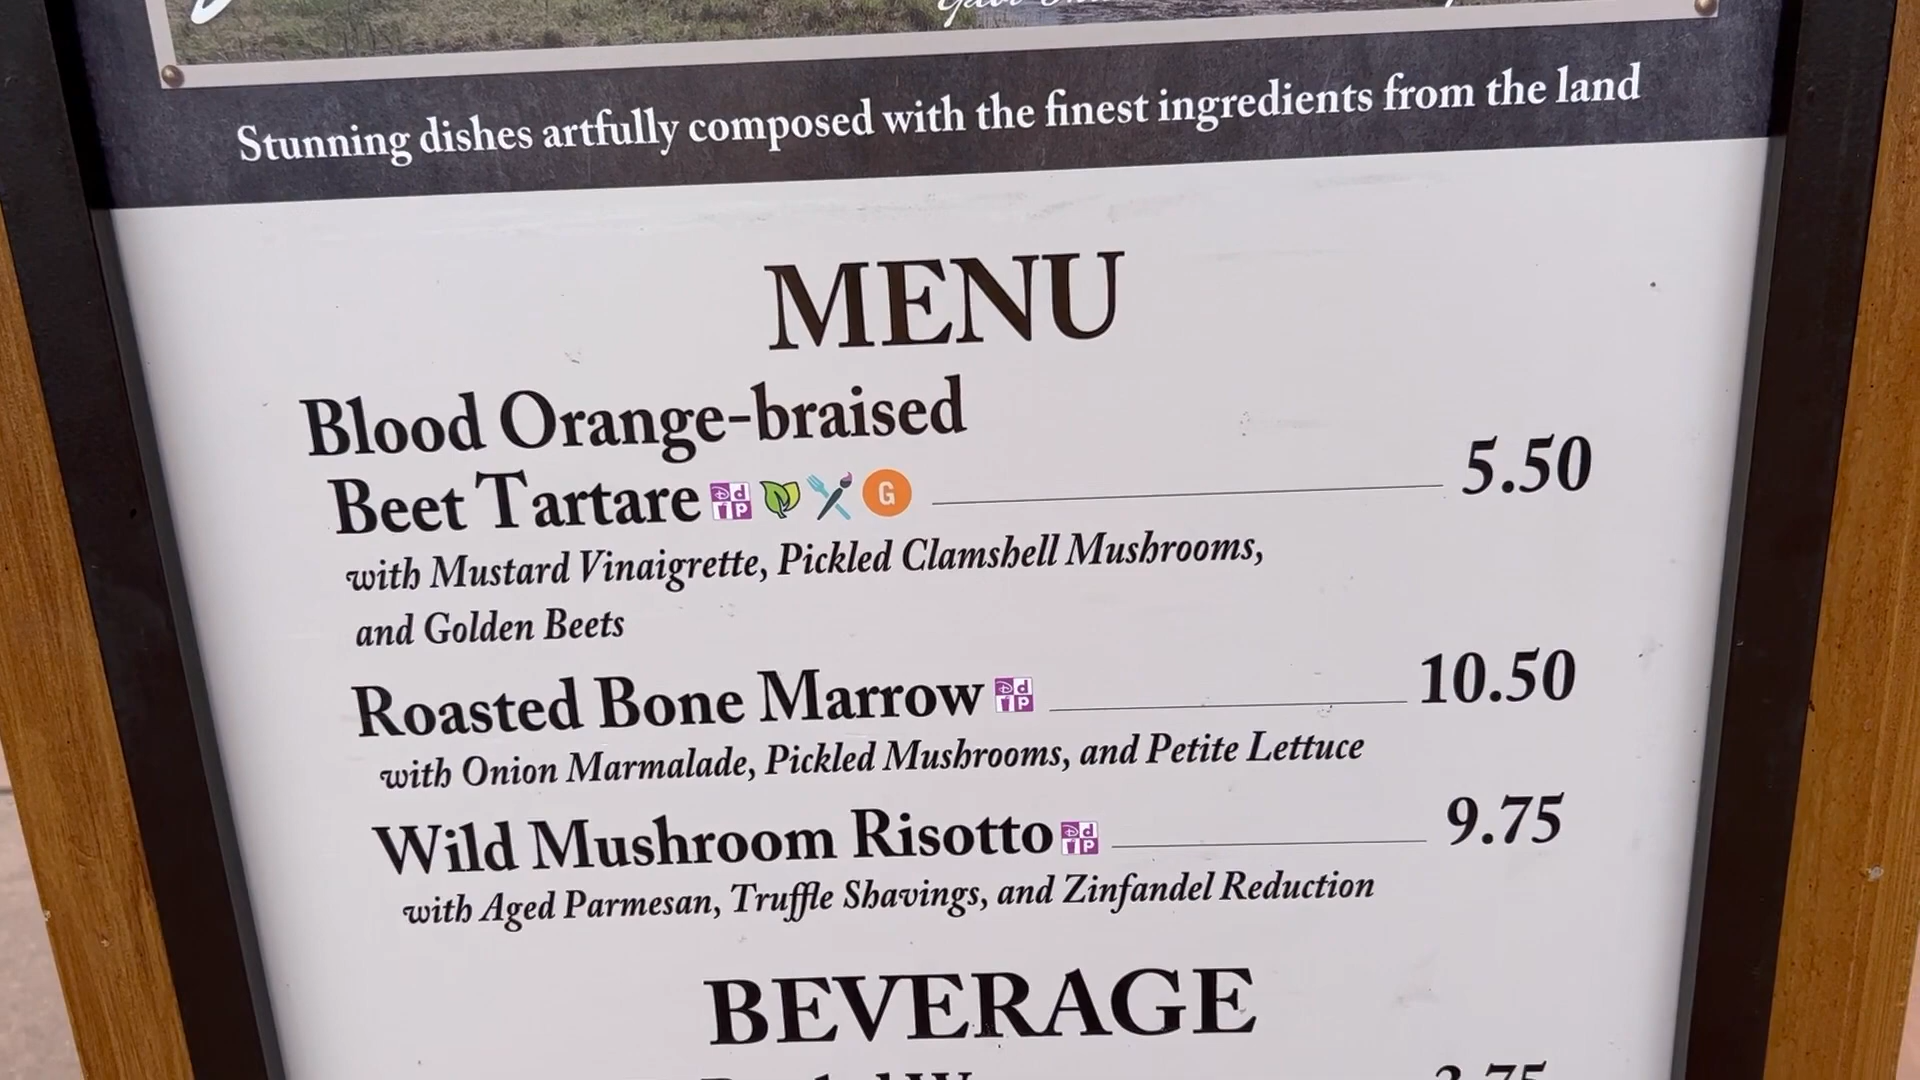 Stunning dishes artfully composed with the finest ingredients from the land
MENU
Blood Orange-braised
Beet Tartare G 5.50
with Mustard Vinaigrette, Pickled Clamshell Mushrooms,
and Golden Beets
Roasted Bone Marrow 10.50
with Onion Marmalade, Pickled Mushrooms, and Petite Lettuce
Wild Mushroom Risotto 9.75
with Aged Parmesan, Truffle Shavings, and Zinfandel Reduction
BEVERAGE